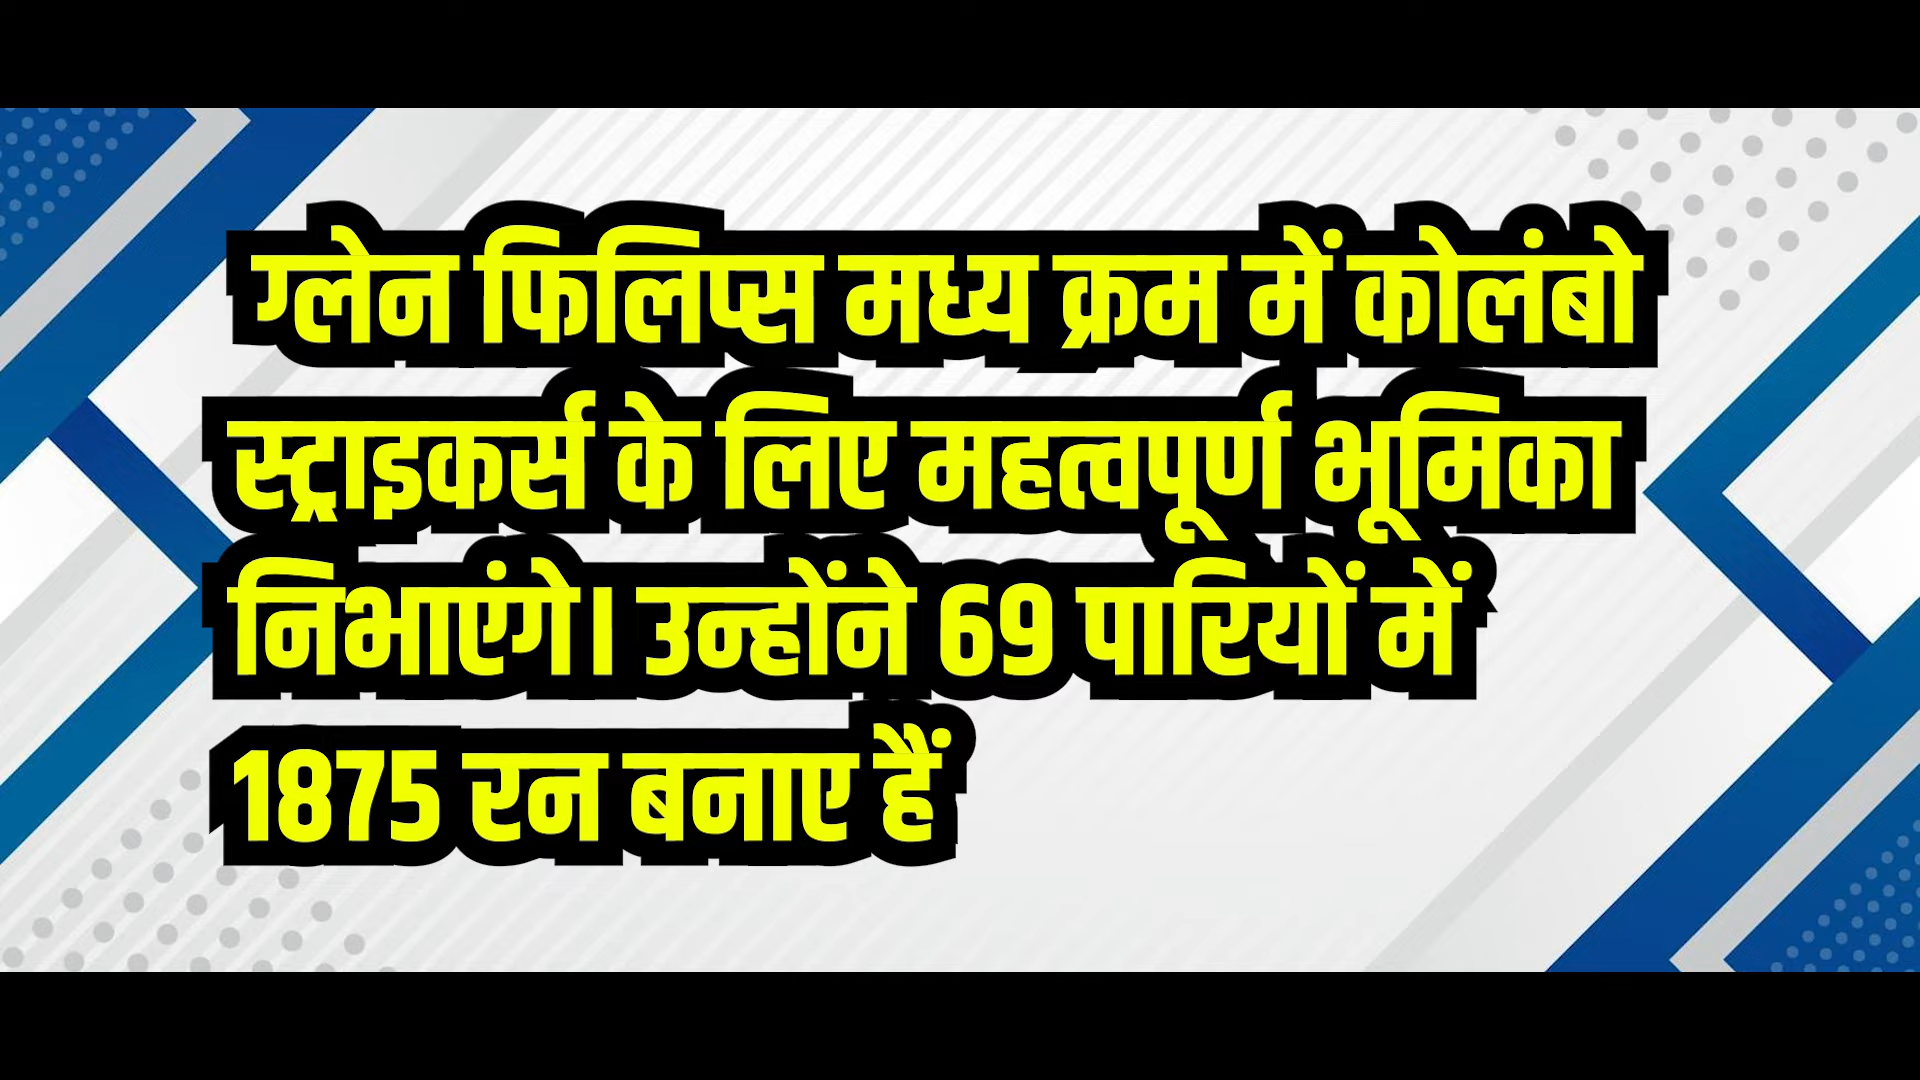 ग्लेन फिलिप्स मध्य क्रम में कोलंबो
स्ट्राइकर्स के लिए महत्वपूर्ण भूमिका
निभाएंगे। उन्होंने 69 पारियों में
1875 रन बनाए हैं